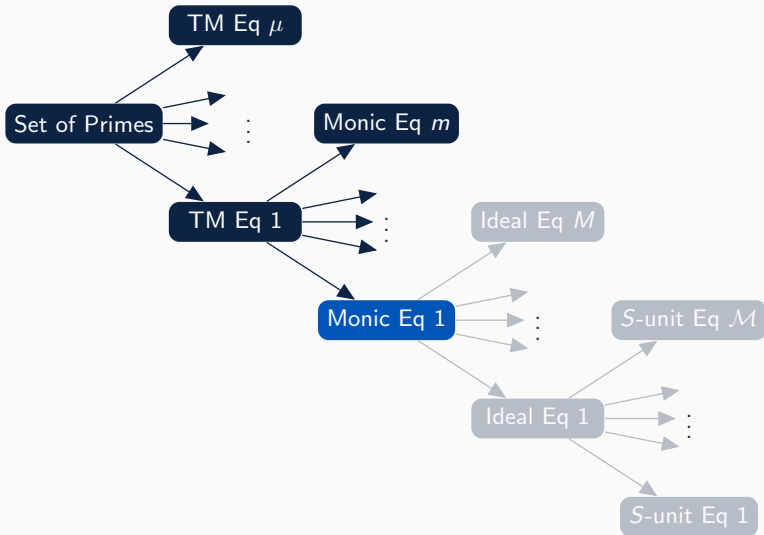 TM Eq μ
Set of Primes
⋮
Monic Eq m
TM Eq 1
⋮
Ideal Eq M
Monic Eq 1
⋮
S-unit Eq ℳ
Ideal Eq 1
⋮
S-unit Eq 1